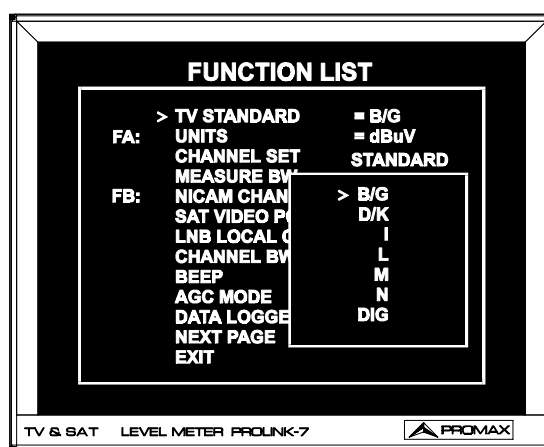 FUNCTION LIST
> TV STANDARD = B/G
FA: UNITS = dBuV
CHANNEL SET STANDARD
MEASURE BW
FB: NICAM CHAN
SAT VIDEO PO
LNB LOCAL O
CHANNEL BW
BEEP
AGC MODE
DATA LOGGE
NEXT PAGE
EXIT
> B/G
D/K
I
L
M
N
DIG
TV & SAT LEVEL METER PROLINK-7 PROMAX